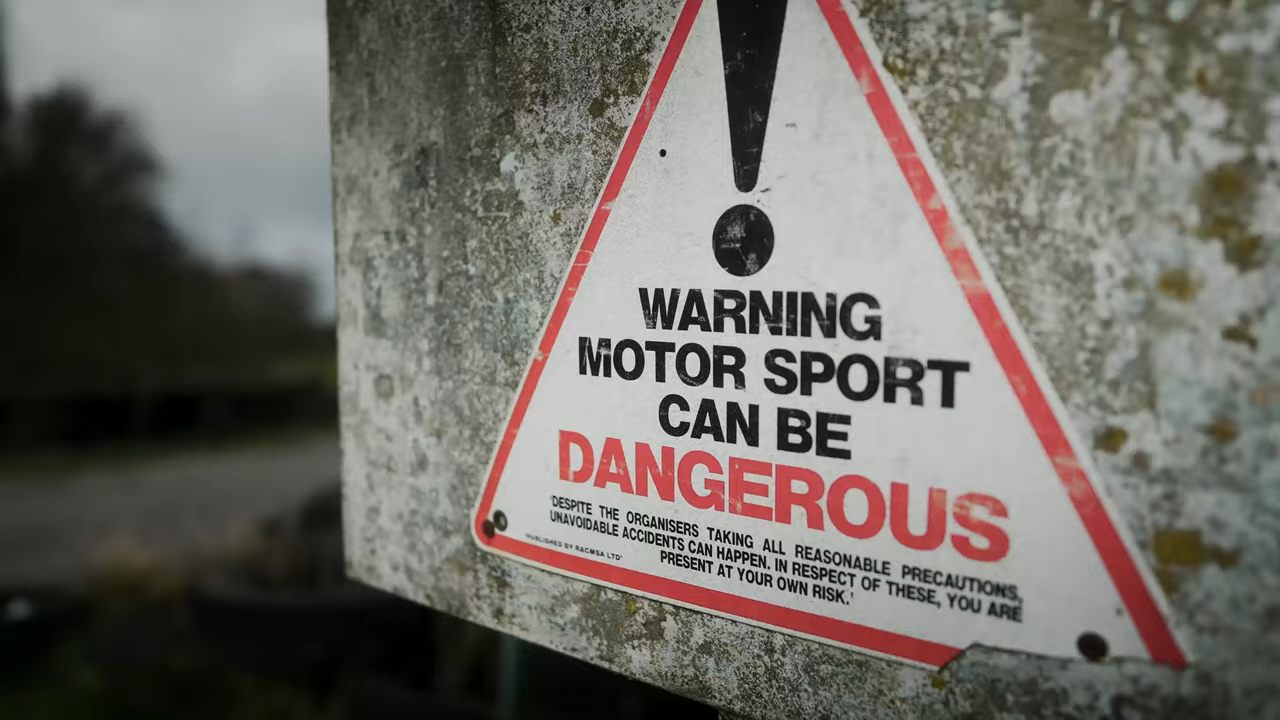 !
WARNING
MOTOR SPORT
CAN BE
DANGEROUS
'DESPITE THE ORGANISERS TAKING ALL REASONABLE PRECAUTIONS,
UNAVOIDABLE ACCIDENTS CAN HAPPEN. IN RESPECT OF THESE, YOU ARE
PRESENT AT YOUR OWN RISK.'
'PUBLISHED BY RACMSA LTD'